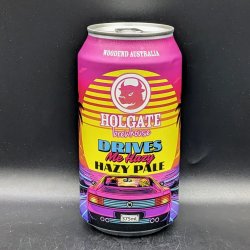 WOODEND AUSTRALIA
HOLGATE
brewhouse
DRIVES
Me Hazy
HAZY PALE
375ml